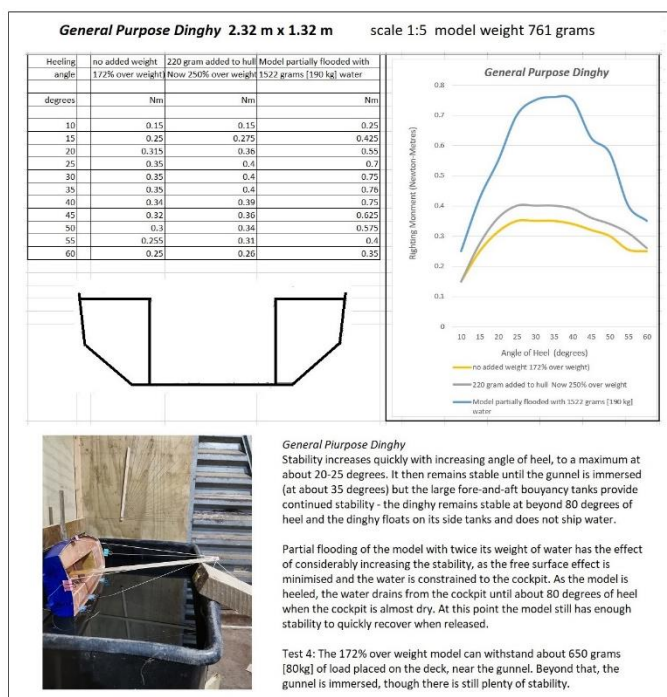 General Purpose Dinghy 2.32 m x 1.32 m scale 1:5 model weight 761 grams
Heeling no added weight 220 gram added to hull Model partially flooded with
angle 172% over weight) Now 250% over weight 1522 grams [190 kg] water
degrees Nm Nm Nm
10 0.15 0.15 0.25
15 0.25 0.275 0.425
20 0.315 0.36 0.55
25 0.35 0.4 0.7
30 0.35 0.4 0.75
35 0.35 0.4 0.76
40 0.34 0.39 0.75
45 0.32 0.36 0.625
50 0.3 0.34 0.575
55 0.255 0.31 0.4
60 0.25 0.26 0.35
General Purpose Dinghy
Righting Monment (Newton-Metres)
0.8
0.7
0.6
0.5
0.4
0.3
0.2
0.1
0
10 15 20 25 30 35 40 45 50 55 60
Angle of Heel (degrees)
no added weight 172% over weight)
220 gram added to hull Now 250% over weight
Model partially flooded with 1522 grams [190 kg]
water
General Piurpose Dinghy
Stability increases quickly with increasing angle of heel, to a maximum at
about 20-25 degrees. It then remains stable until the gunnel is immersed
(at about 35 degrees) but the large fore-and-aft bouyancy tanks provide
continued stability - the dinghy remains stable at beyond 80 degrees of
heel and the dinghy floats on its side tanks and does not ship water.
Partial flooding of the model with twice its weight of water has the effect
of considerably increasing the stability, as the free surface effect is
minimised and the water is constrained to the cockpit. As the model is
heeled, the water drains from the cockpit until about 80 degrees of heel
when the cockpit is almost dry. At this point the model still has enough
stability to quickly recover when released.
Test 4: The 172% over weight model can withstand about 650 grams
[80kg] of load placed on the deck, near the gunnel. Beyond that, the
gunnel is immersed, though there is still plenty of stability.